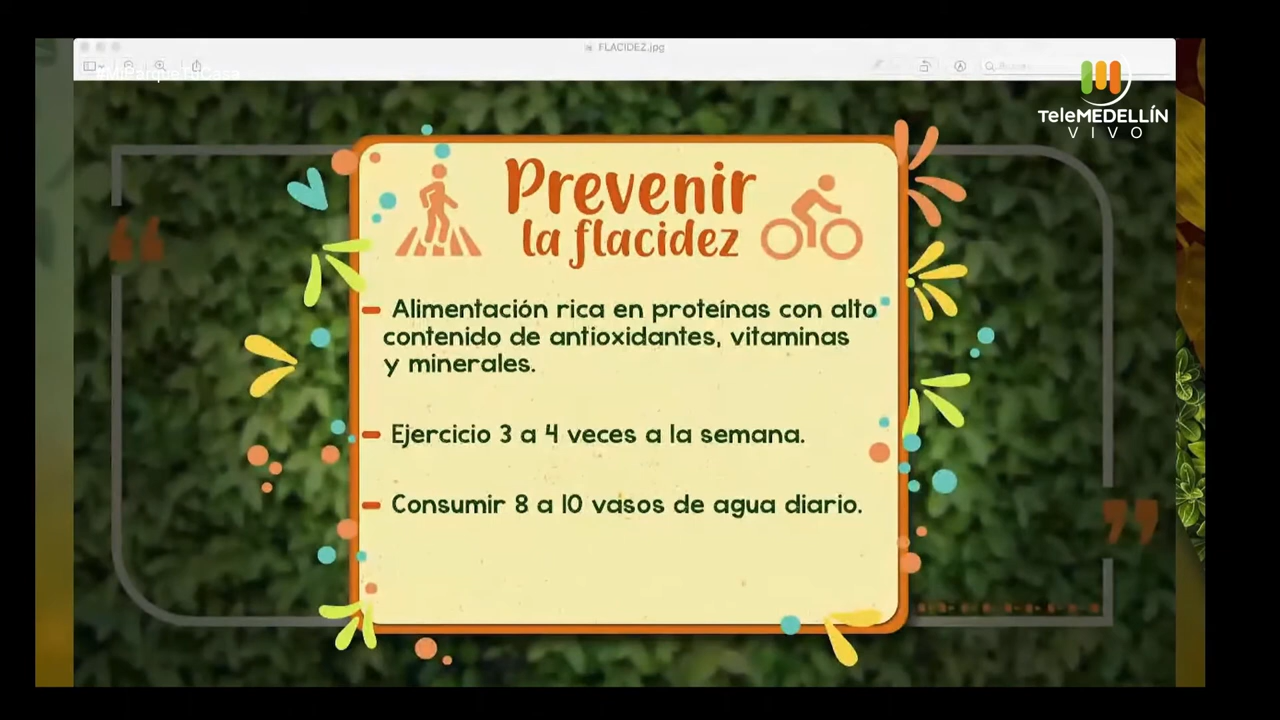 FLACIDEZ.jpg
TeleMEDELLÍN
VIVO
Prevenir
la flacidez
Alimentación rica en proteínas con alto
contenido de antioxidantes, vitaminas
y minerales.
Ejercicio 3 a 4 veces a la semana.
Consumir 8 a 10 vasos de agua diario.